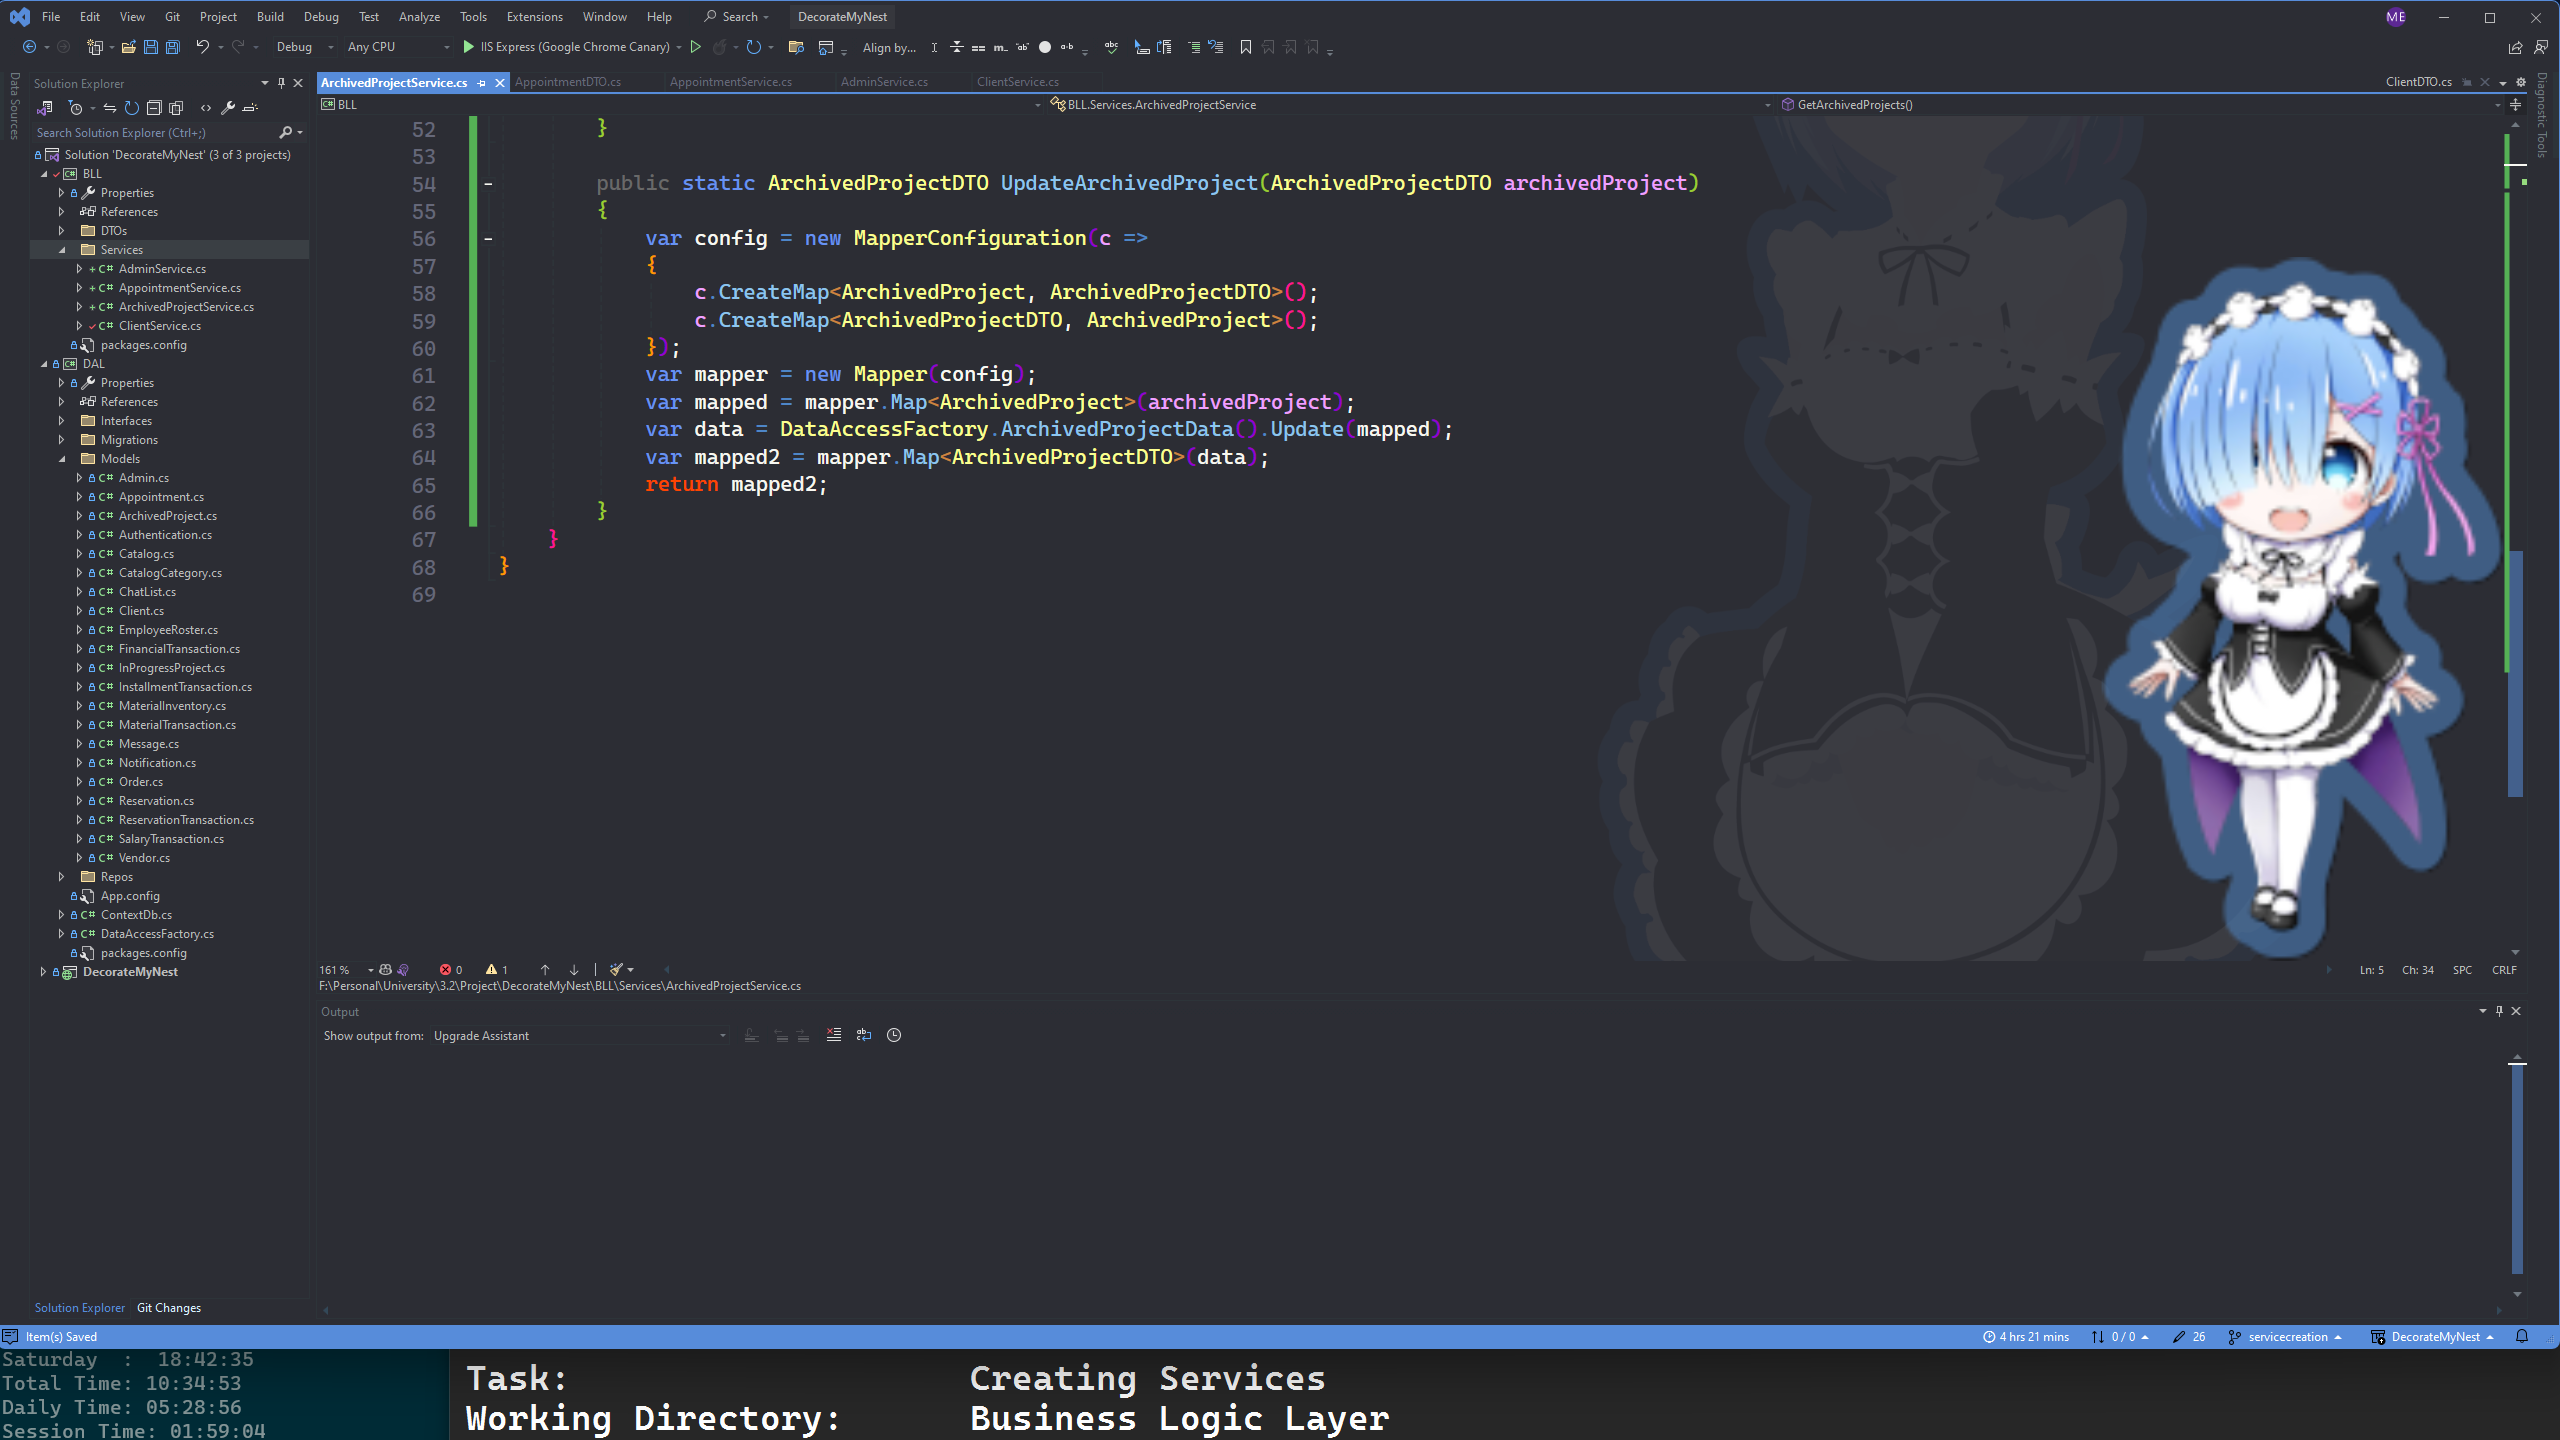 File Edit View Git Project Build Debug Test Analyze Tools Extensions Window Help Search DecorateMyNest ME
Debug Any CPU IIS Express (Google Chrome Canary) Align by...
Data Sources
Solution Explorer
Search Solution Explorer (Ctrl+;)
Solution 'DecorateMyNest' (3 of 3 projects)
BLL
Properties
References
DTOs
Services
AdminService.cs
AppointmentService.cs
ArchivedProjectService.cs
ClientService.cs
packages.config
DAL
Properties
References
Interfaces
Migrations
Models
Admin.cs
Appointment.cs
ArchivedProject.cs
Authentication.cs
Catalog.cs
CatalogCategory.cs
ChatList.cs
Client.cs
EmployeeRoster.cs
FinancialTransaction.cs
InProgressProject.cs
InstallmentTransaction.cs
MaterialInventory.cs
MaterialTransaction.cs
Message.cs
Notification.cs
Order.cs
Reservation.cs
ReservationTransaction.cs
SalaryTransaction.cs
Vendor.cs
Repos
App.config
ContextDb.cs
DataAccessFactory.cs
packages.config
DecorateMyNest
Solution Explorer Git Changes
ArchivedProjectService.cs AppointmentDTO.cs AppointmentService.cs AdminService.cs ClientService.cs ClientDTO.cs
BLL BLL.Services.ArchivedProjectService GetArchivedProjects()
Diagnostic Tools
52 }
53
54 public static ArchivedProjectDTO UpdateArchivedProject(ArchivedProjectDTO archivedProject)
55 {
56 var config = new MapperConfiguration(c =>
57 {
58 c.CreateMap<ArchivedProject, ArchivedProjectDTO>();
59 c.CreateMap<ArchivedProjectDTO, ArchivedProject>();
60 });
61 var mapper = new Mapper(config);
62 var mapped = mapper.Map<ArchivedProject>(archivedProject);
63 var data = DataAccessFactory.ArchivedProjectData().Update(mapped);
64 var mapped2 = mapper.Map<ArchivedProjectDTO>(data);
65 return mapped2;
66 }
67 }
68 }
69
161 % 0 1 Ln: 5 Ch: 34 SPC CRLF
F:\Personal\University\3.2\Project\DecorateMyNest\BLL\Services\ArchivedProjectService.cs
Output
Show output from: Upgrade Assistant
Item(s) Saved 4 hrs 21 mins 0 / 0 26 servicecreation DecorateMyNest
Saturday : 18:42:35
Total Time: 10:34:53
Daily Time: 05:28:56
Session Time: 01:59:04
Task: Creating Services
Working Directory: Business Logic Layer